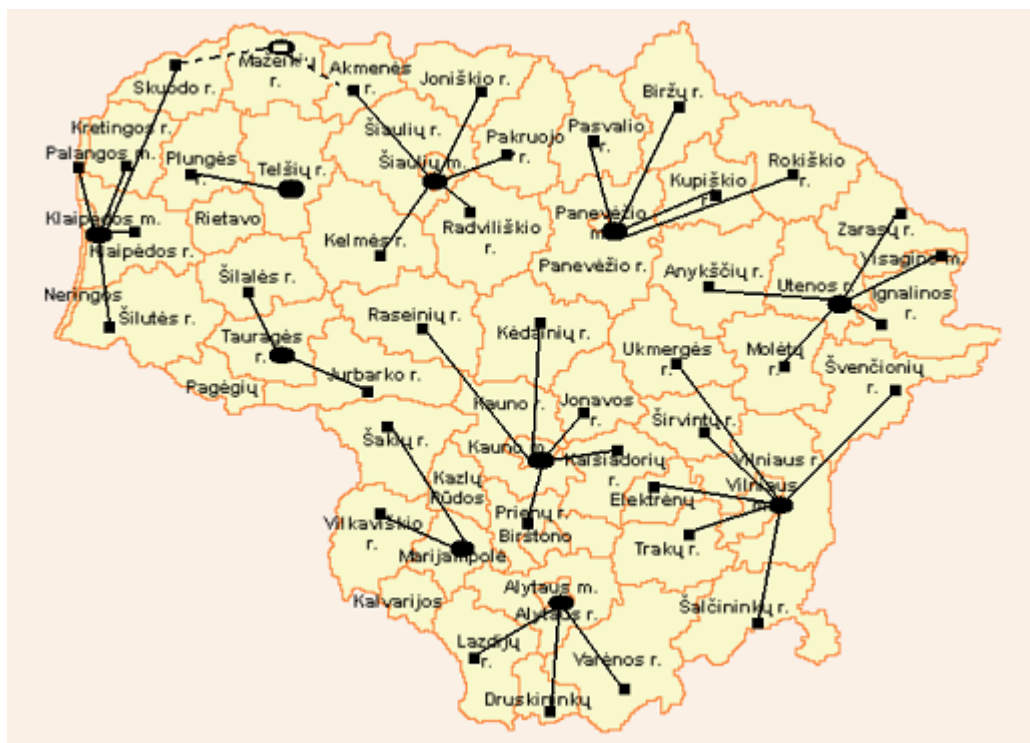 Mažeikių
r.
Akmenės
r.
Skuodo r.
Joniškio r.
Biržų r.
Kretingos r.
Šiaulių r.
Pakruojo
r.
Pasvalio
r.
Palangos m.
Plungės
r.
Telšių r.
Šiaulių m.
Rokiškio
r.
Kupiškio
r.
Klaipėdos m.
Rietavo
Radviliškio
r.
Panevėžio
m.
Zarasų r.
Klaipėdos r.
Kelmės r.
Panevėžio r.
Anykščių r.
Visagino m.
Utenos r.
Neringos
Šilalės r.
Ignalinos
r.
Šilutės r.
Raseinių r.
Kėdainių r.
Tauragės
r.
Ukmergės
r.
Molėtų
r.
Švenčionių
r.
Pagėgių
Jurbarko r.
Kauno r.
Jonavos
r.
Širvintų r.
Šakių r.
Kauno m.
Kaišiadorių
r.
Vilniaus r.
Kazlų
Rūdos
Elektrėnų
Vilniaus
m.
Prienų r.
Vilkaviškio
r.
Birštono
Trakų r.
Marijampolė
Alytaus m.
Kalvarijos
Alytaus r.
Šalčininkų r.
Lazdijų
r.
Varėnos r.
Druskininkų